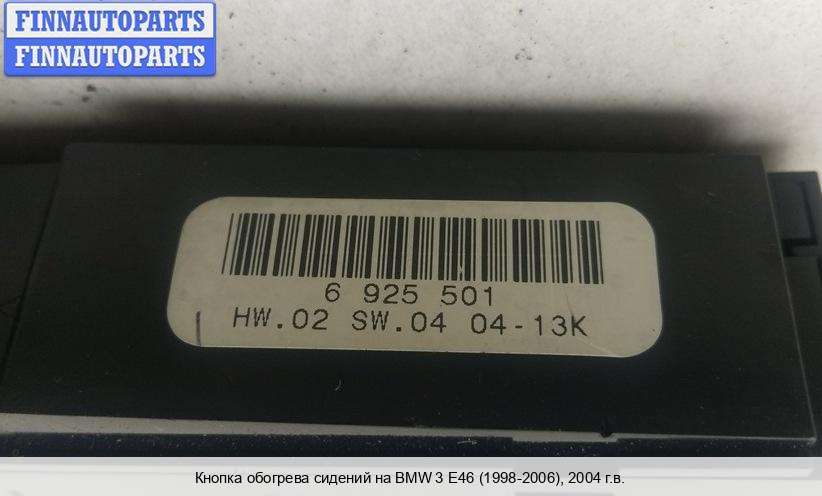 FINNAUTOPARTS
FINNAUTOPARTS
6 925 501
HW.02 SW.04 04-13K
Кнопка обогрева сидений на BMW 3 E46 (1998-2006), 2004 г.в.